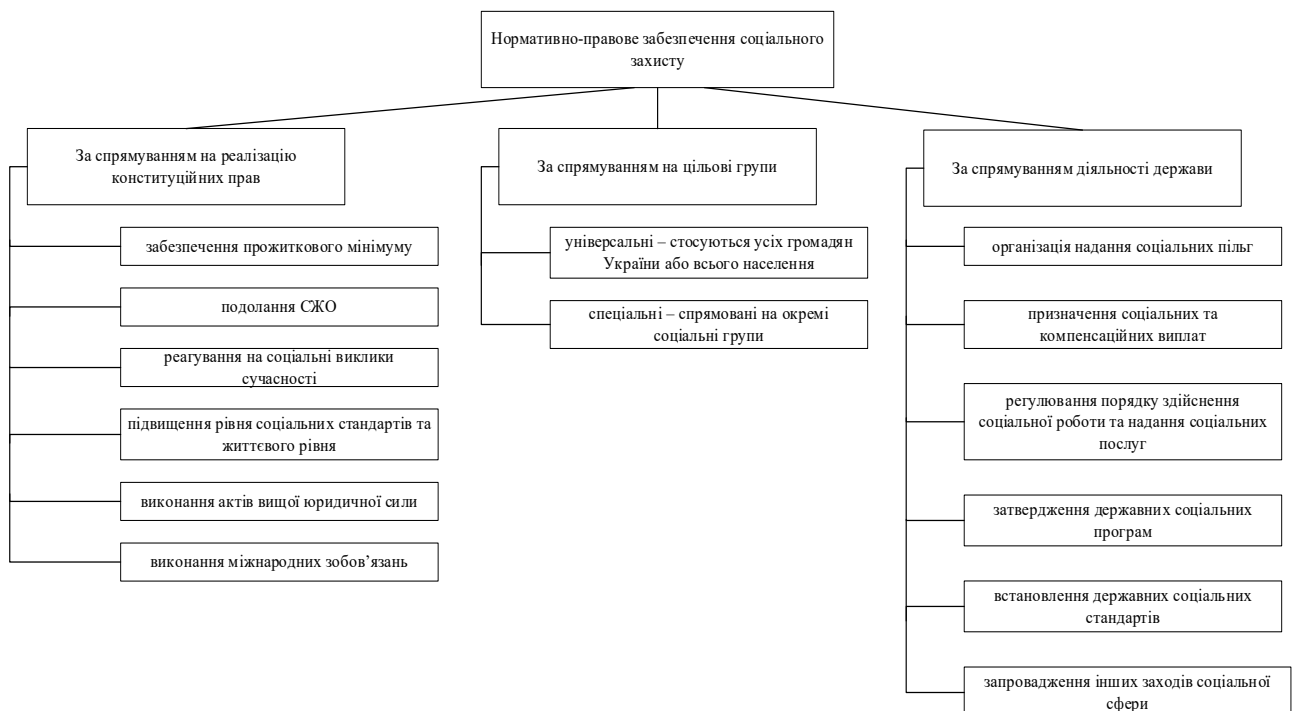 Нормативно-правове забезпечення соціального
захисту
За спрямуванням на реалізацію
конституційних прав
забезпечення прожиткового мінімуму
подолання СЖО
реагування на соціальні виклики
сучасності
підвищення рівня соціальних стандартів та
життєвого рівня
виконання актів вищої юридичної сили
виконання міжнародних зобов’язань
За спрямуванням на цільові групи
універсальні – стосуються усіх громадян
України або всього населення
спеціальні – спрямовані на окремі
соціальні групи
За спрямуванням діяльності держави
організація надання соціальних пільг
призначення соціальних та
компенсаційних виплат
регулювання порядку здійснення
соціальної роботи та надання соціальних
послуг
затвердження державних соціальних
програм
встановлення державних соціальних
стандартів
запровадження інших заходів соціальної
сфери